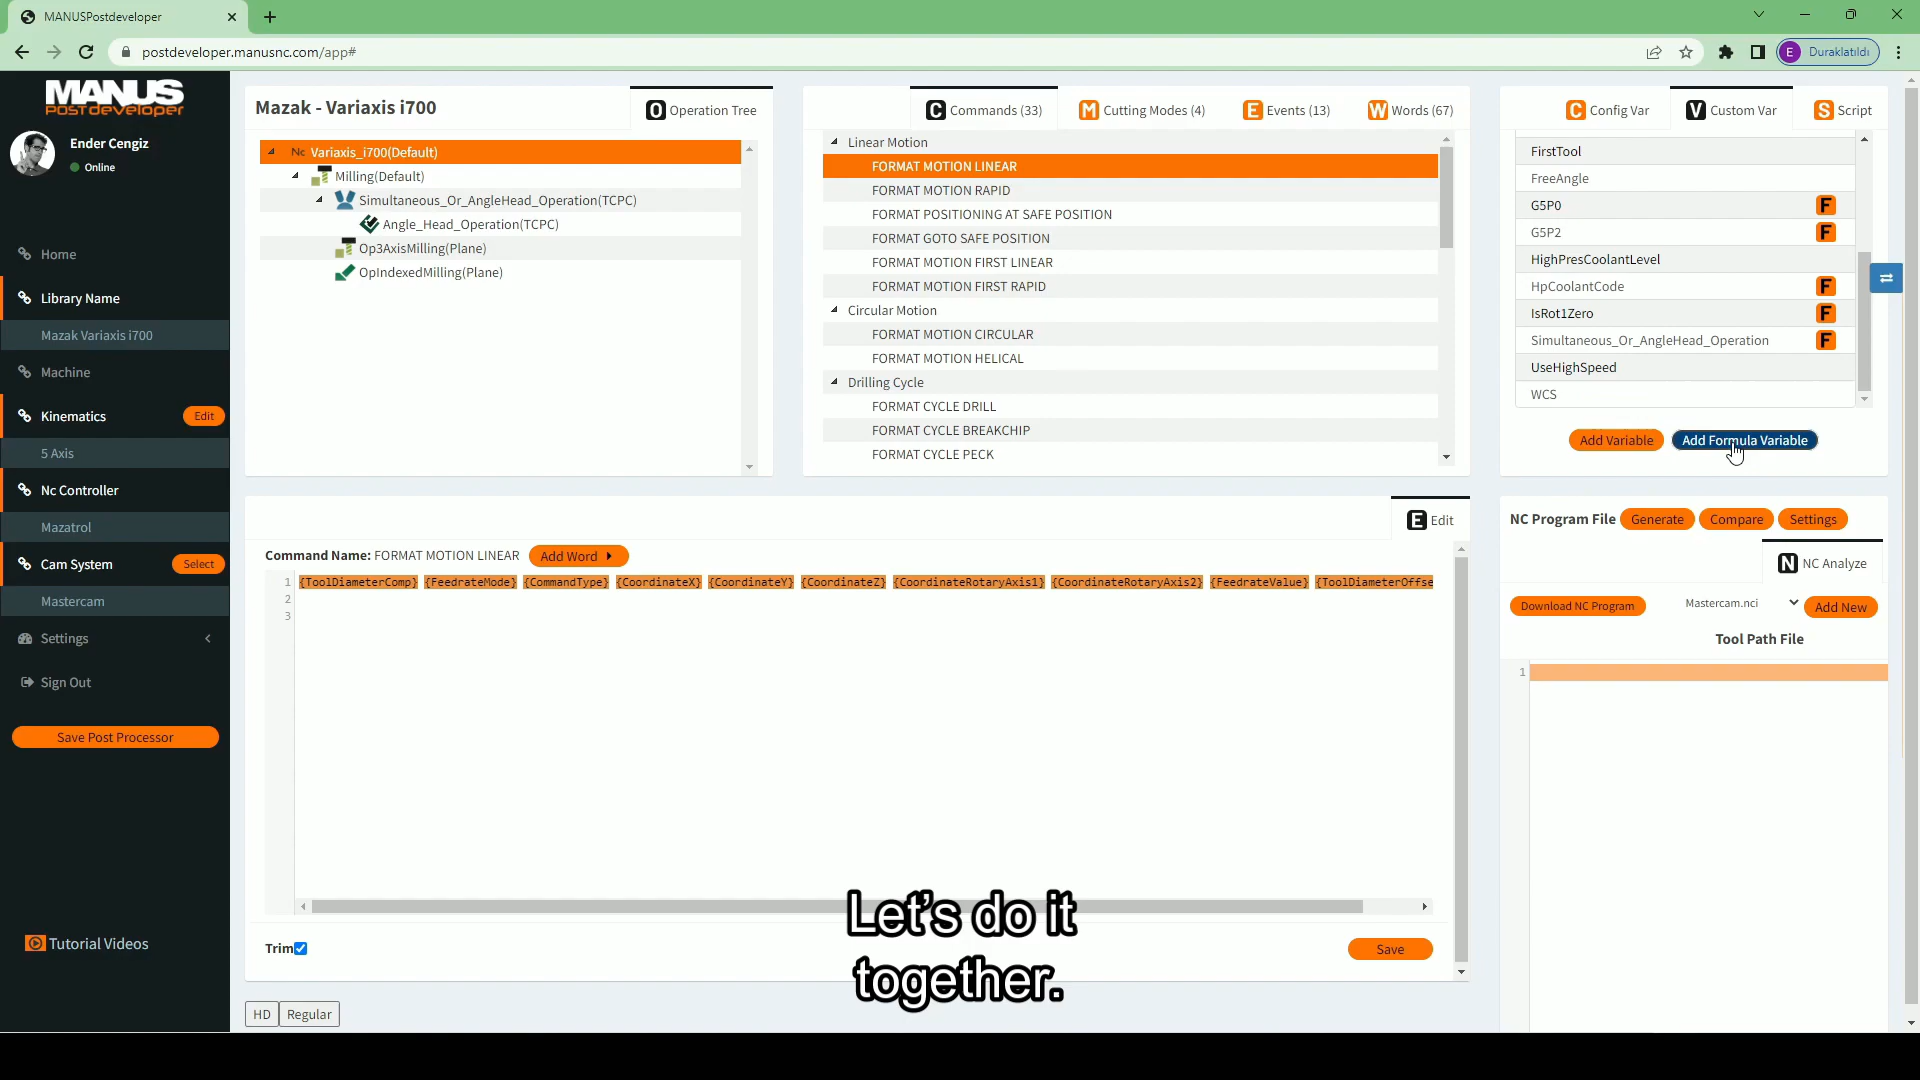 MANUSPostdeveloper
postdeveloper.manusnc.com/app#
E Duraklatıldı
MANUS
POSTdeveloper
Ender Cengiz
Online
Home
Library Name
Mazak Variaxis i700
Machine
Kinematics
Edit
5 Axis
Nc Controller
Mazatrol
Cam System
Select
Mastercam
Settings
Sign Out
Save Post Processor
Tutorial Videos
Mazak - Variaxis i700
O Operation Tree
Nc Variaxis_i700(Default)
Milling(Default)
Simultaneous_Or_AngleHead_Operation(TCPC)
Angle_Head_Operation(TCPC)
Op3AxisMilling(Plane)
OpIndexedMilling(Plane)
C Commands (33)
M Cutting Modes (4)
E Events (13)
W Words (67)
Linear Motion
FORMAT MOTION LINEAR
FORMAT MOTION RAPID
FORMAT POSITIONING AT SAFE POSITION
FORMAT GOTO SAFE POSITION
FORMAT MOTION FIRST LINEAR
FORMAT MOTION FIRST RAPID
Circular Motion
FORMAT MOTION CIRCULAR
FORMAT MOTION HELICAL
Drilling Cycle
FORMAT CYCLE DRILL
FORMAT CYCLE BREAKCHIP
FORMAT CYCLE PECK
C Config Var
V Custom Var
S Script
FirstTool
FreeAngle
G5P0 F
G5P2 F
HighPresCoolantLevel
HpCoolantCode F
IsRot1Zero F
Simultaneous_Or_AngleHead_Operation F
UseHighSpeed
WCS
Add Variable
Add Formula Variable
E Edit
Command Name: FORMAT MOTION LINEAR
Add Word
1 {ToolDiameterComp} {FeedrateMode} {CommandType} {CoordinateX} {CoordinateY} {CoordinateZ} {CoordinateRotaryAxis1} {CoordinateRotaryAxis2} {FeedrateValue} {ToolDiameterOffse
2
3
Trim
Save
HD
Regular
NC Program File
Generate
Compare
Settings
N NC Analyze
Download NC Program
Mastercam.nci
Add New
Tool Path File
1
Let's do it
together.